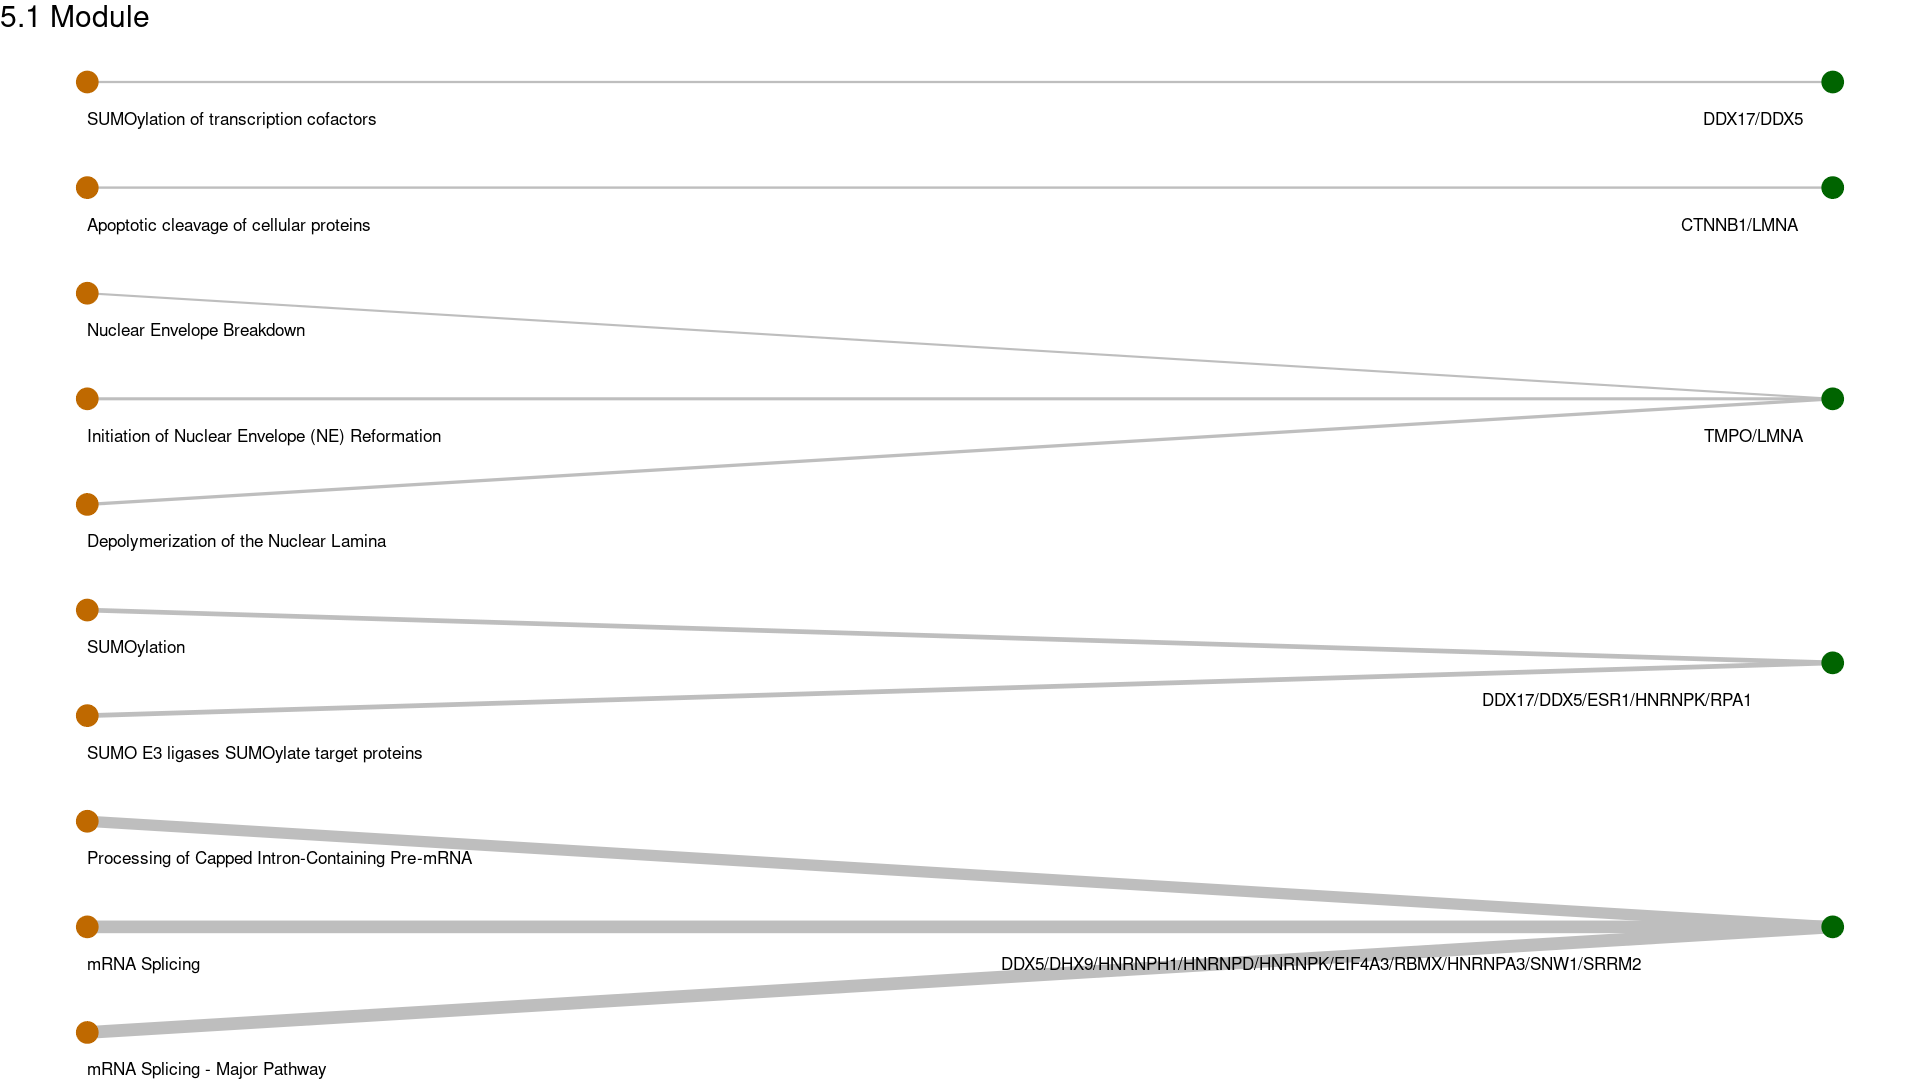 5.1 Module
SUMOylation of transcription cofactors
DDX17/DDX5
Apoptotic cleavage of cellular proteins
CTNNB1/LMNA
Nuclear Envelope Breakdown
Initiation of Nuclear Envelope (NE) Reformation
TMPO/LMNA
Depolymerization of the Nuclear Lamina
SUMOylation
DDX17/DDX5/ESR1/HNRNPK/RPA1
SUMO E3 ligases SUMOylate target proteins
Processing of Capped Intron-Containing Pre-mRNA
mRNA Splicing
DDX5/DHX9/HNRNPH1/HNRNPD/HNRNPK/EIF4A3/RBMX/HNRNPA3/SNW1/SRRM2
mRNA Splicing - Major Pathway